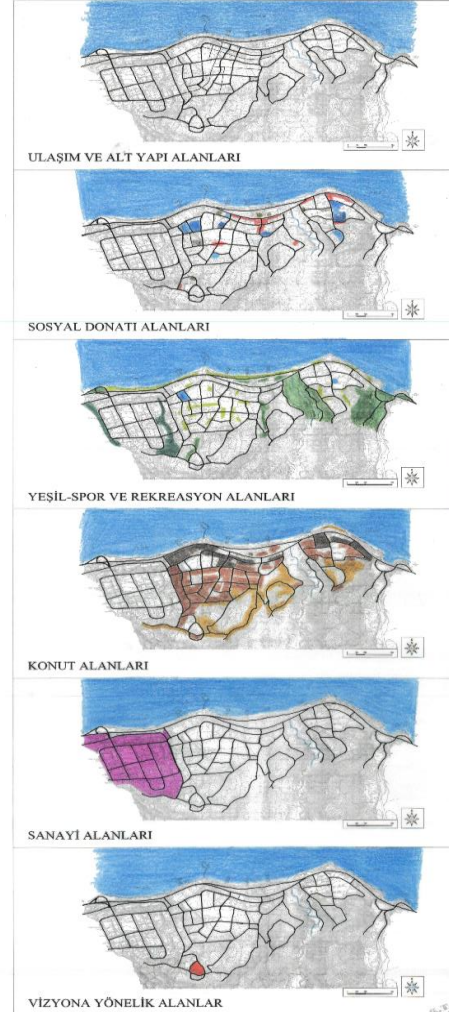 ULAŞIM VE ALT YAPI ALANLARI
SOSYAL DONATI ALANLARI
YEŞİL-SPOR VE REKREASYON ALANLARI
KONUT ALANLARI
SANAYİ ALANLARI
VİZYONA YÖNELİK ALANLAR